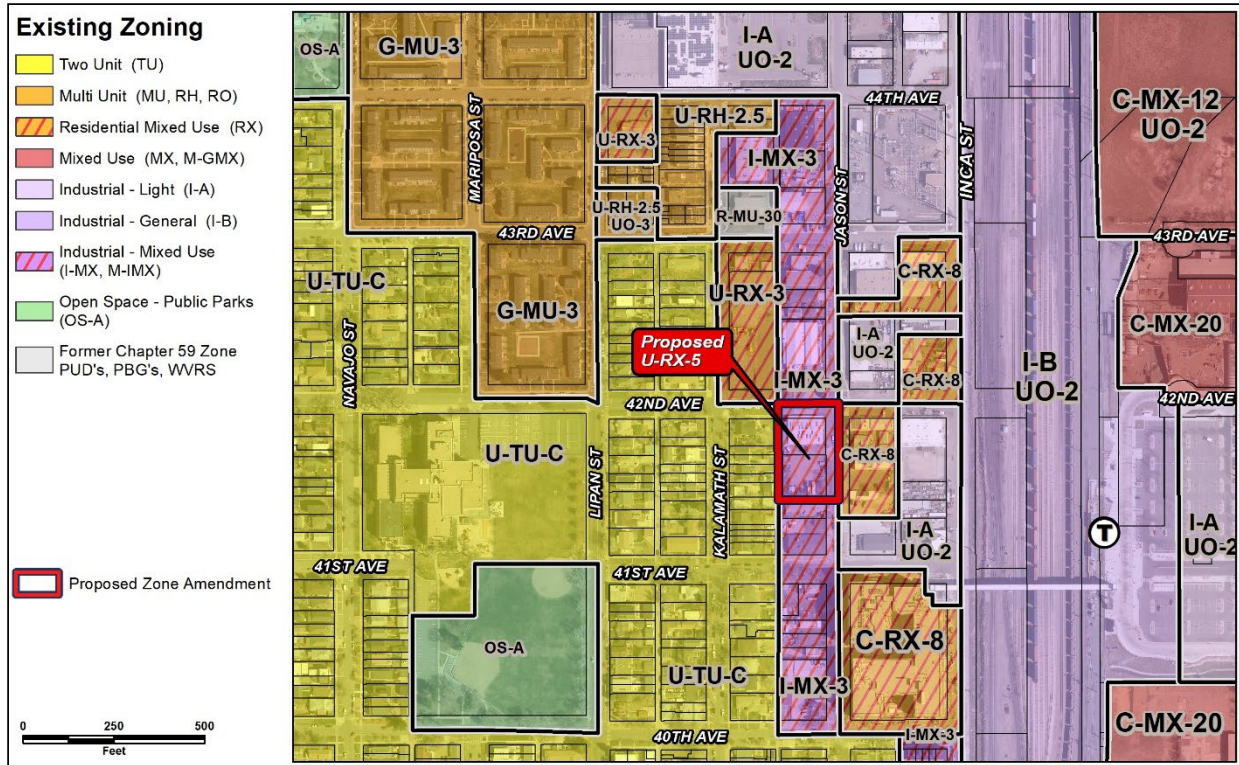 Existing Zoning
Two Unit (TU)
Multi Unit (MU, RH, RO)
Residential Mixed Use (RX)
Mixed Use (MX, M-GMX)
Industrial - Light (I-A)
Industrial - General (I-B)
Industrial - Mixed Use
(I-MX, M-IMX)
Open Space - Public Parks
(OS-A)
Former Chapter 59 Zone
PUD's, PBG's, WVRS
Proposed Zone Amendment
0 250 500
Feet
OS-A
G-MU-3
I-A
UO-2
C-MX-12
UO-2
44TH AVE
MARIPOSA ST
U-RX-3
U-RH-2.5
I-MX-3
JASON ST
INCA ST
U-RH-2.5
UO-3
R-MU-30
43RD AVE
43RD AVE
U-TU-C
NAVAJO ST
G-MU-3
U-RX-3
C-RX-8
C-MX-20
Proposed
U-RX-5
I-A
UO-2
I-MX-3
C-RX-8
I-B
UO-2
42ND AVE
42ND AVE
U-TU-C
LIPAN ST
KALAMATH ST
C-RX-8
I-A
UO-2
T
I-A
UO-2
41ST AVE
41ST AVE
OS-A
U-TU-C
I-MX-3
C-RX-8
C-MX-20
40TH AVE
I-MX-3